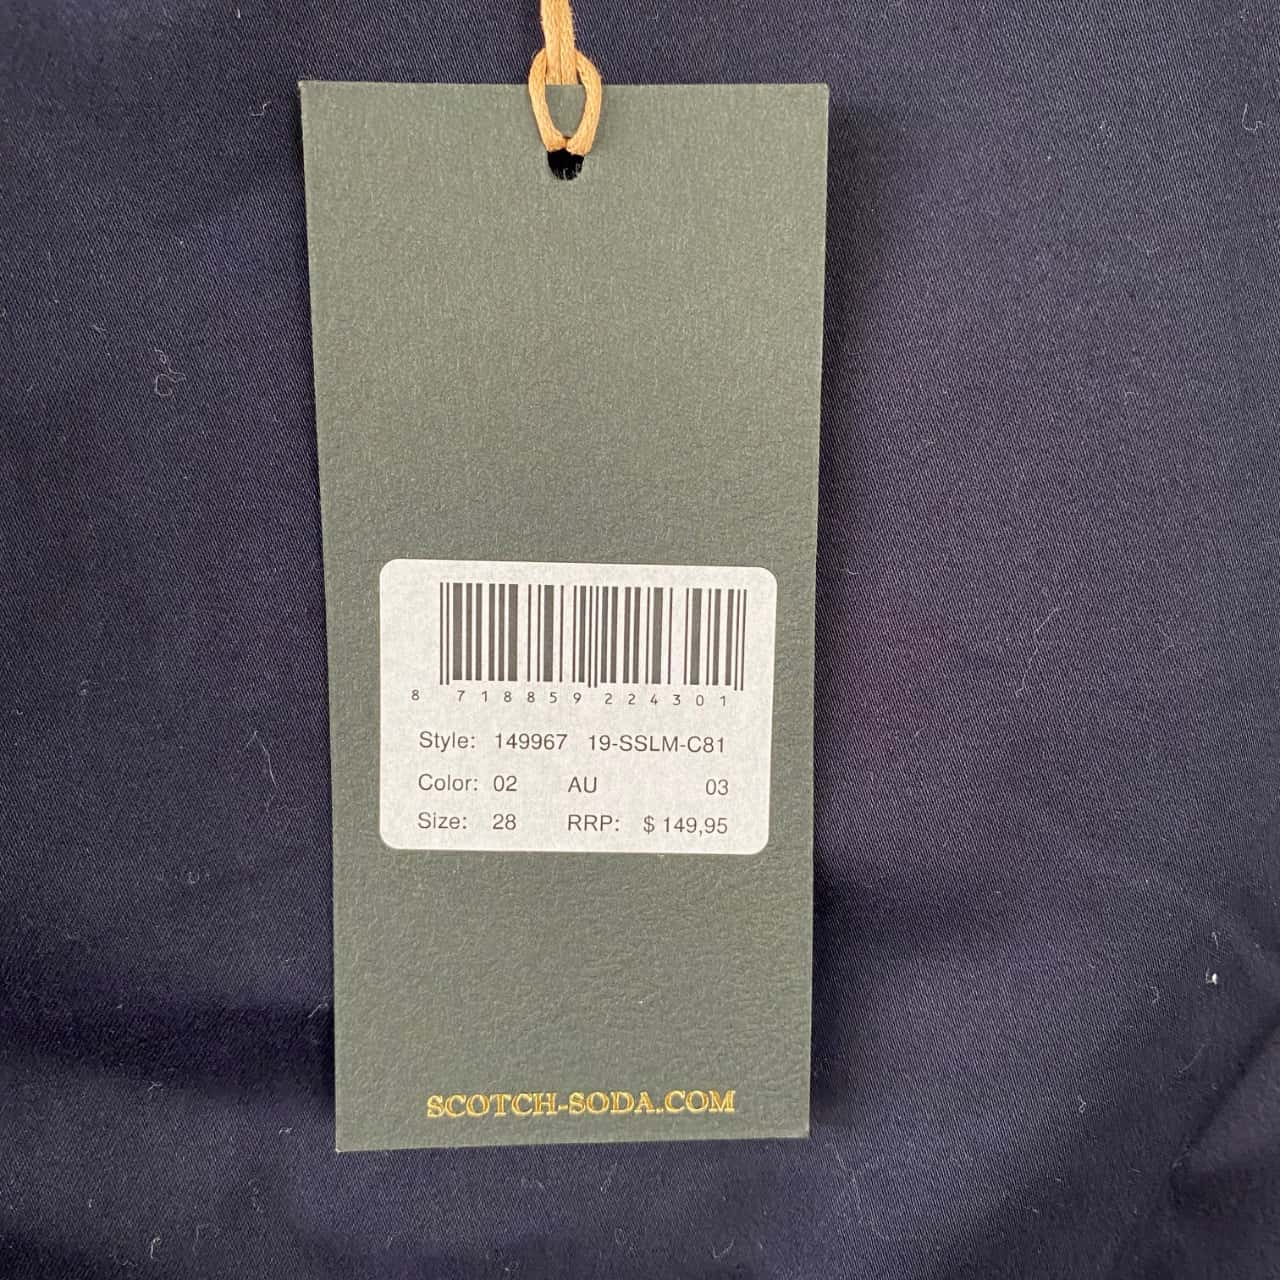 8 718859 224301
Style: 149967 19-SSLM-C81
Color: 02 AU 03
Size: 28 RRP: $ 149,95
SCOTCH-SODA.COM